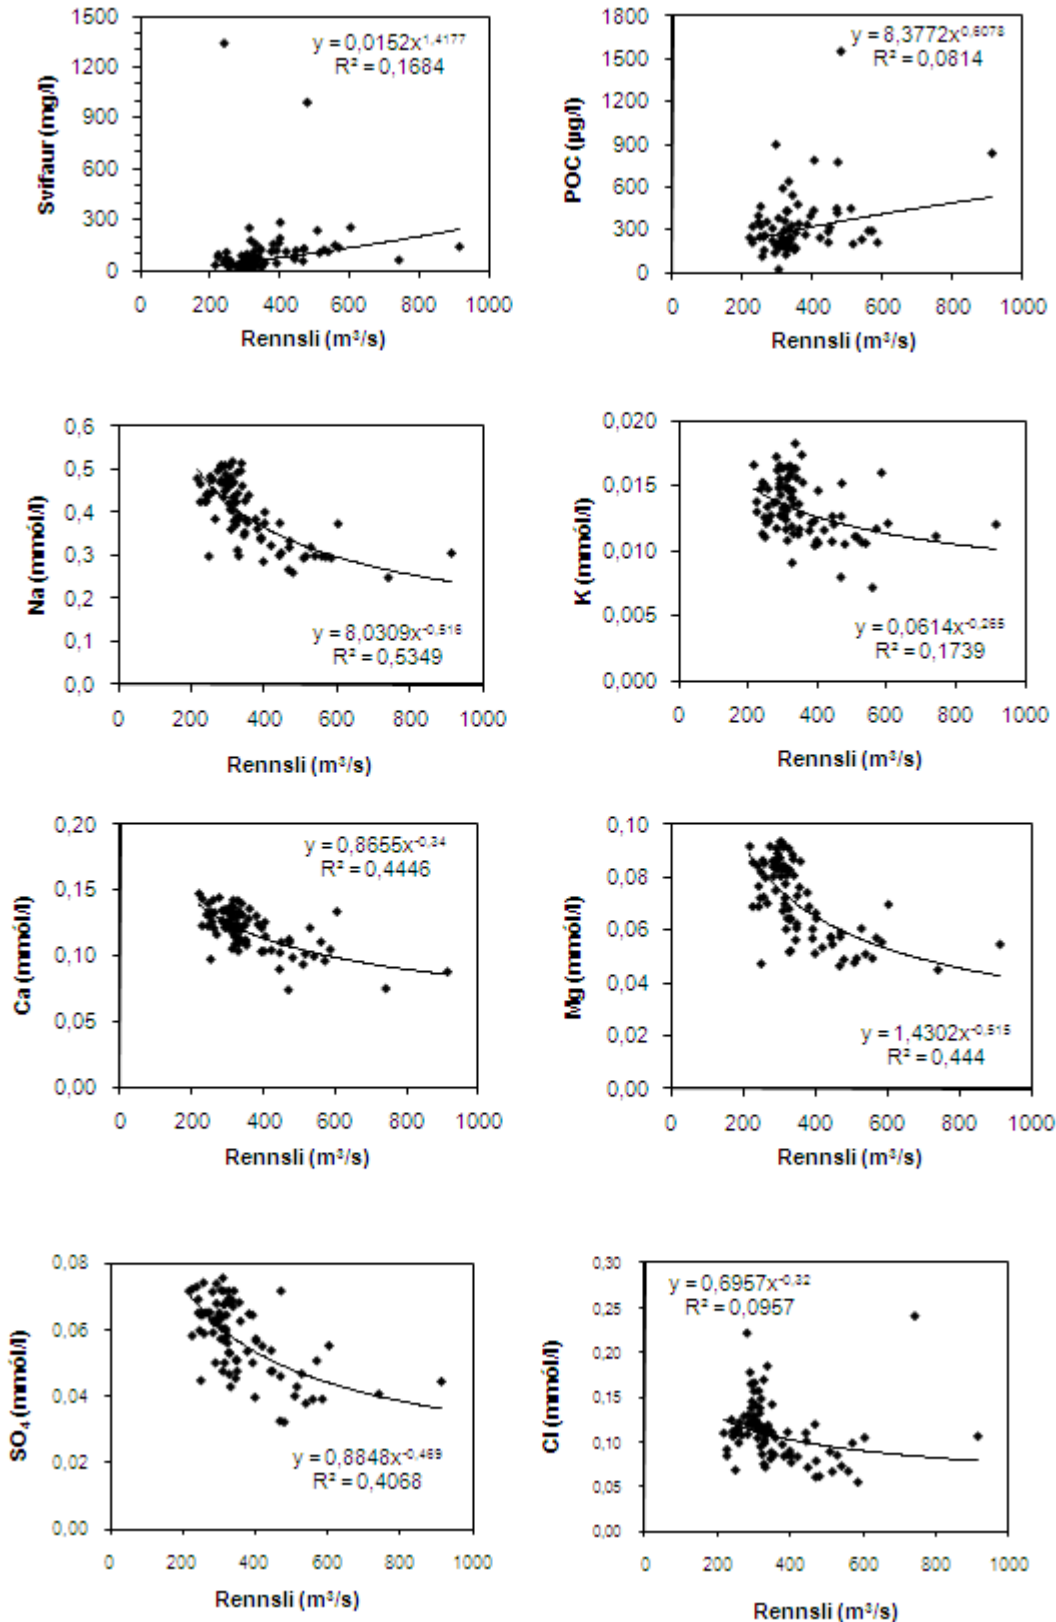 1500
1200
900
600
300
0
Svifaur (mg/l)
y = 0,0152x^1,4177
R² = 0,1684
0 200 400 600 800 1000
Rennsli (m³/s)
1800
1500
1200
900
600
300
0
POC (µg/l)
y = 8,3772x^0,6078
R² = 0,0814
0 200 400 600 800 1000
Rennsli (m³/s)
0,6
0,5
0,4
0,3
0,2
0,1
0,0
Na (mmól/l)
y = 8,0309x^-0,516
R² = 0,5349
0 200 400 600 800 1000
Rennsli (m³/s)
0,020
0,015
0,010
0,005
0,000
K (mmól/l)
y = 0,0614x^-0,265
R² = 0,1739
0 200 400 600 800 1000
Rennsli (m³/s)
0,20
0,15
0,10
0,05
0,00
Ca (mmól/l)
y = 0,8655x^-0,34
R² = 0,4446
0 200 400 600 800 1000
Rennsli (m³/s)
0,10
0,08
0,06
0,04
0,02
0,00
Mg (mmól/l)
y = 1,4302x^-0,515
R² = 0,444
0 200 400 600 800 1000
Rennsli (m³/s)
0,08
0,06
0,04
0,02
0,00
SO₄ (mmól/l)
y = 0,8848x^-0,469
R² = 0,4068
0 200 400 600 800 1000
Rennsli (m³/s)
0,30
0,25
0,20
0,15
0,10
0,05
0,00
Cl (mmól/l)
y = 0,6957x^-0,32
R² = 0,0957
0 200 400 600 800 1000
Rennsli (m³/s)